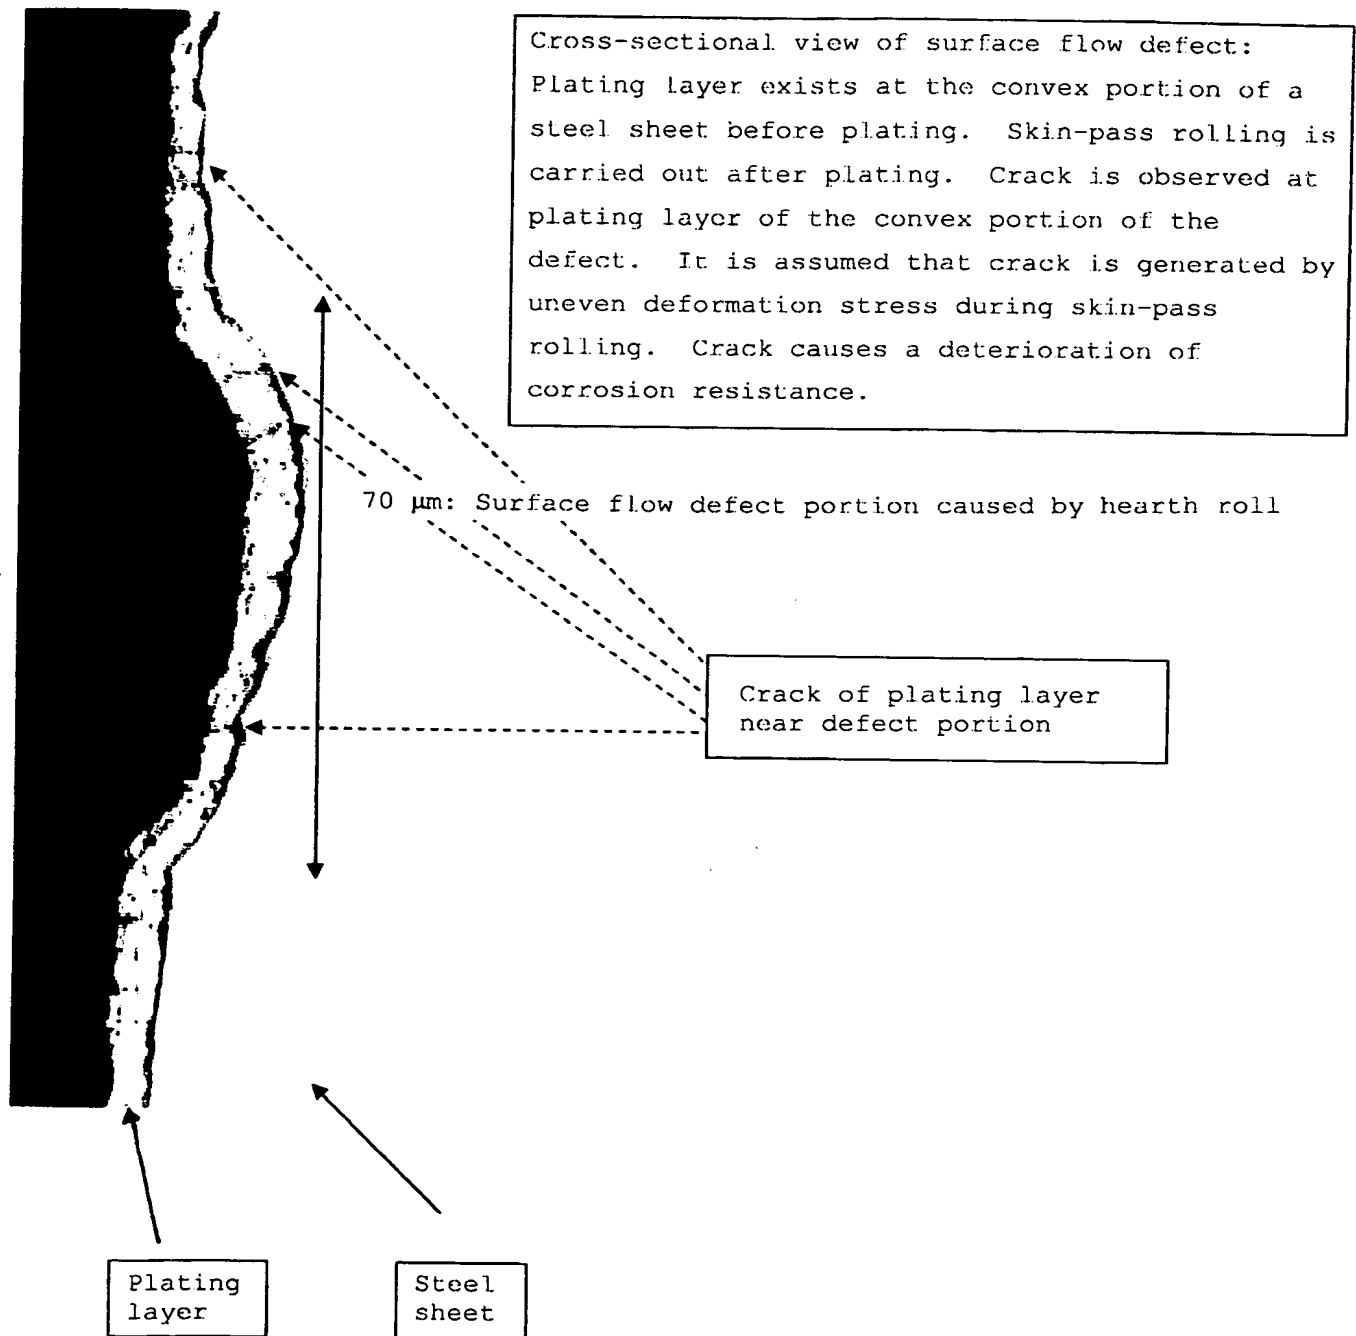 Cross-sectional view of surface flow defect:
Plating layer exists at the convex portion of a
steel sheet before plating. Skin-pass rolling is
carried out after plating. Crack is observed at
plating layer of the convex portion of the
defect. It is assumed that crack is generated by
uneven deformation stress during skin-pass
rolling. Crack causes a deterioration of
corrosion resistance.
70 μm: Surface flow defect portion caused by hearth roll
Crack of plating layer
near defect portion
Plating
layer
Steel
sheet